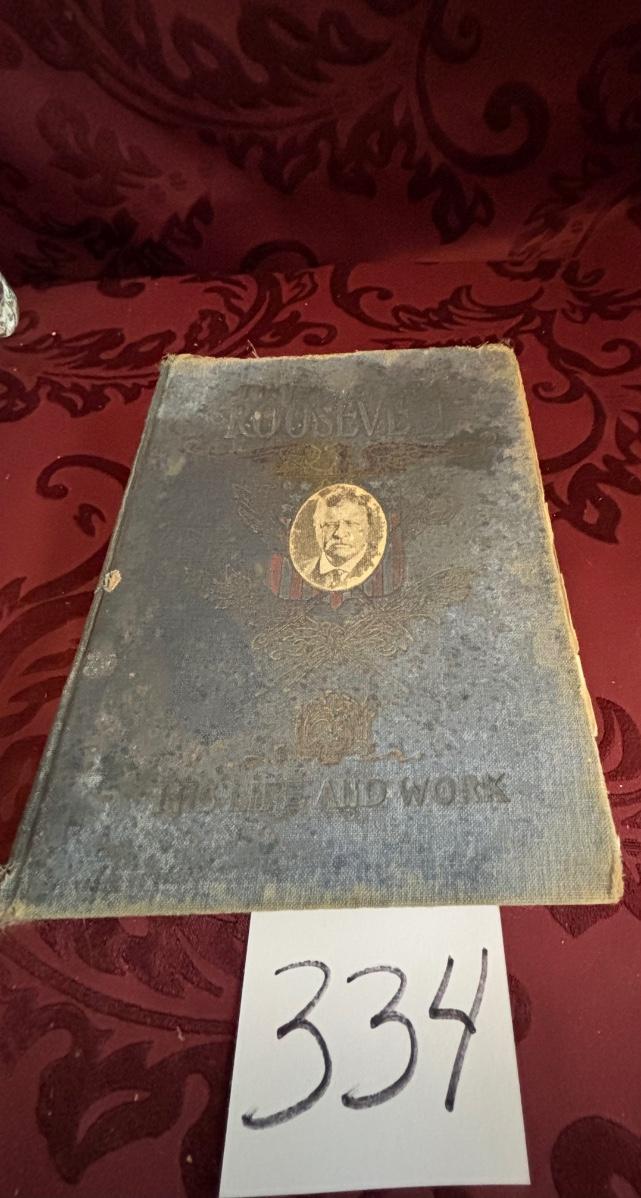 ROOSEVELT
HIS LIFE AND WORK
334